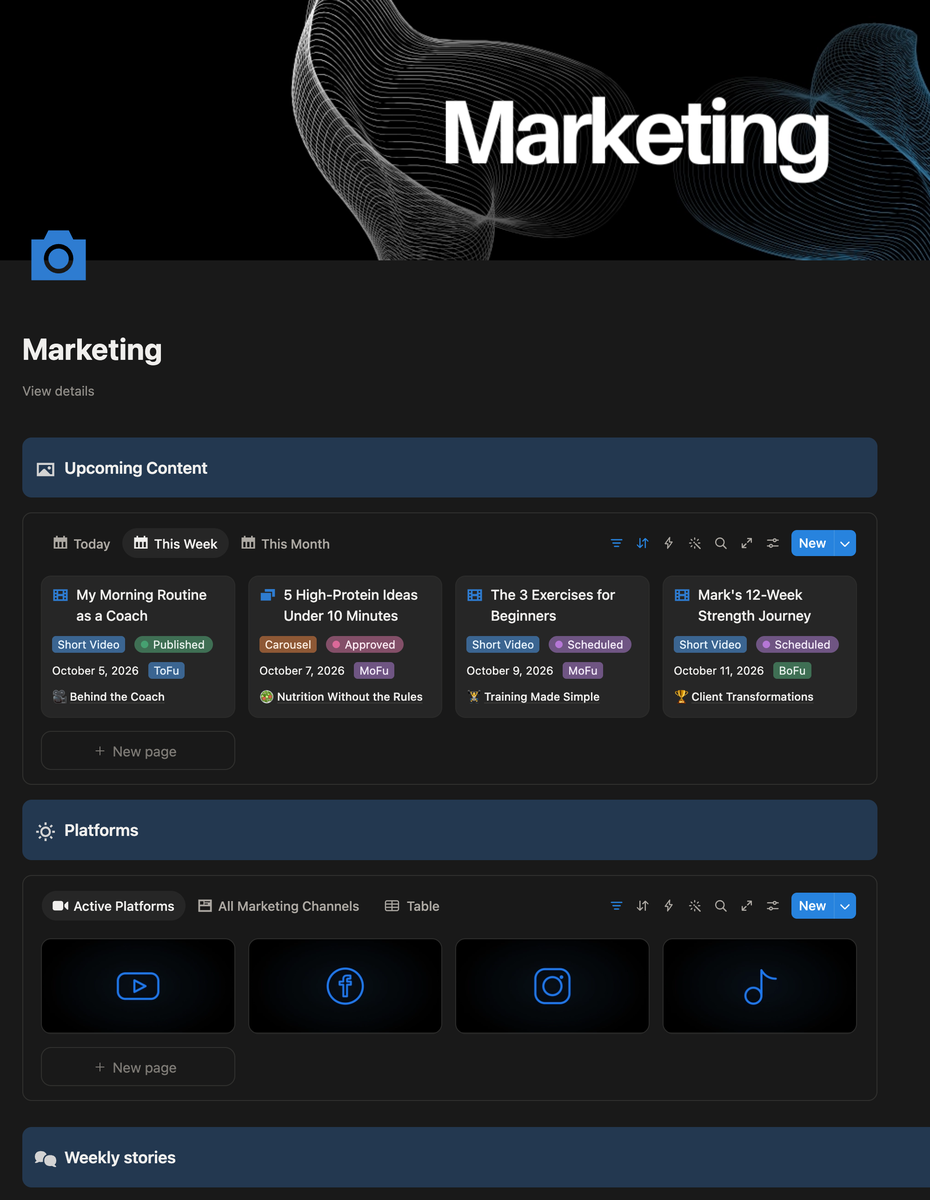 Marketing
Marketing
View details
Upcoming Content
Today This Week This Month New
My Morning Routine
as a Coach
Short Video Published
October 5, 2026 ToFu
Behind the Coach
5 High-Protein Ideas
Under 10 Minutes
Carousel Approved
October 7, 2026 MoFu
Nutrition Without the Rules
The 3 Exercises for
Beginners
Short Video Scheduled
October 9, 2026 MoFu
Training Made Simple
Mark's 12-Week
Strength Journey
Short Video Scheduled
October 11, 2026 BoFu
Client Transformations
+ New page
Platforms
Active Platforms All Marketing Channels Table New
+ New page
Weekly stories